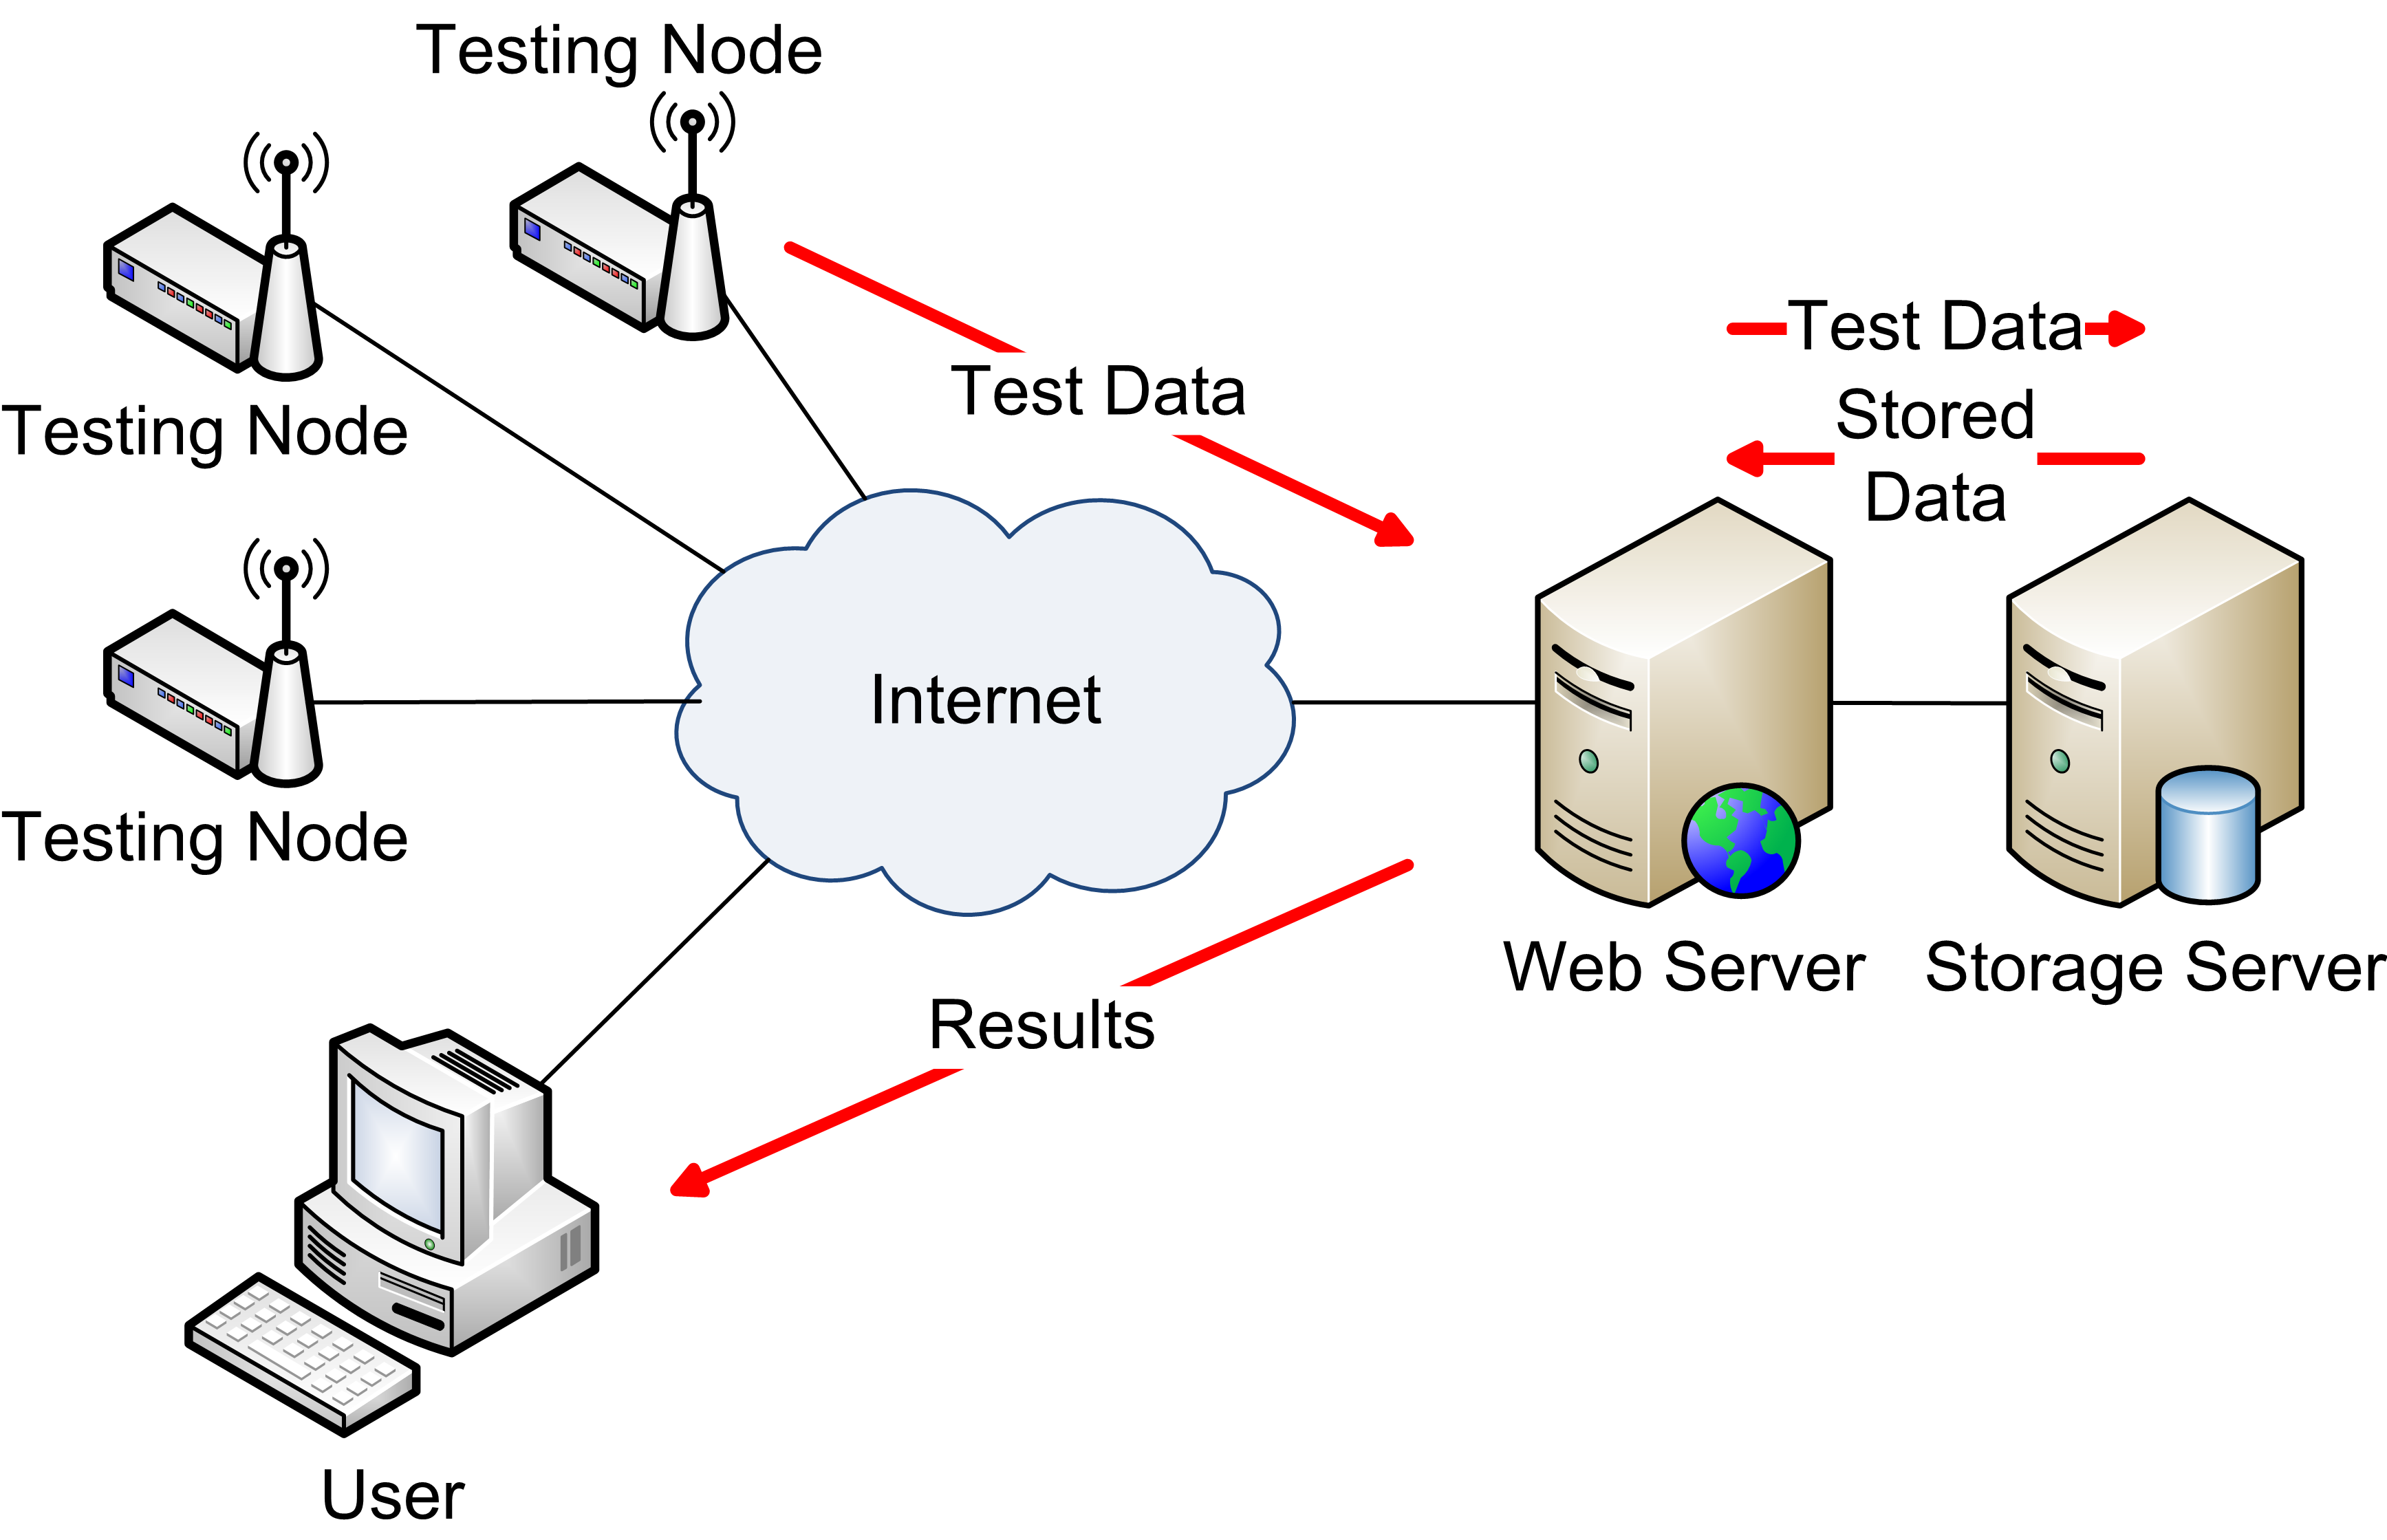 Testing Node
Testing Node
Test Data
Test Data
Stored
Data
Internet
Testing Node
Web Server
Storage Server
Results
User